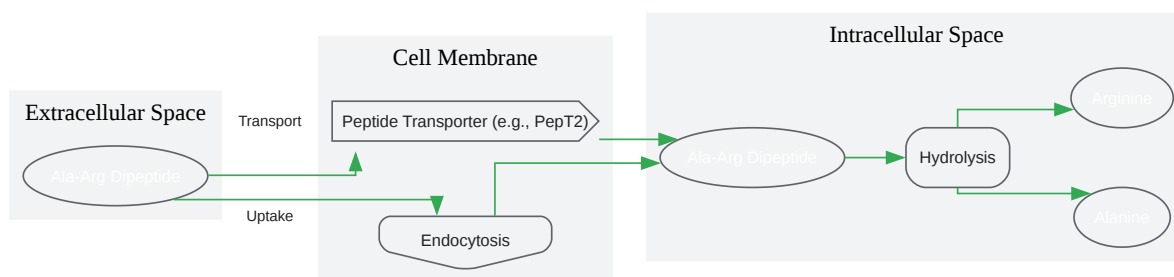 Extracellular Space
Ala-Arg Dipeptide
Transport
Uptake
Cell Membrane
Peptide Transporter (e.g., PepT2)
Endocytosis
Intracellular Space
Ala-Arg Dipeptide
Hydrolysis
Arginine
Alanine